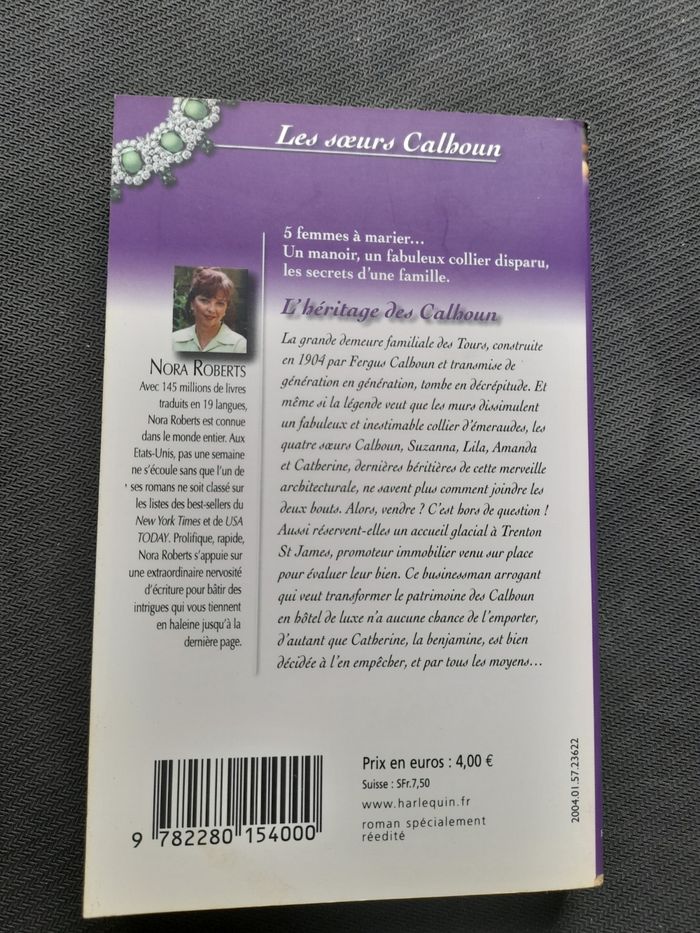 Les sœurs Calhoun
5 femmes à marier...
Un manoir, un fabuleux collier disparu,
les secrets d'une famille.
L'héritage des Calhoun
La grande demeure familiale des Tours, construite
en 1904 par Fergus Calhoun et transmise de
génération en génération, tombe en décrépitude. Et
même si la légende veut que les murs dissimulent
un fabuleux et inestimable collier d'émeraudes, les
quatre sœurs Calhoun, Suzanna, Lila, Amanda
et Catherine, dernières héritières de cette merveille
architecturale, ne savent plus comment joindre les
deux bouts. Alors, vendre ? C'est hors de question !
Aussi réservent-elles un accueil glacial à Trenton
St James, promoteur immobilier venu sur place
pour évaluer leur bien. Ce businessman arrogant
qui veut transformer le patrimoine des Calhoun
en hôtel de luxe n'a aucune chance de l'emporter,
d'autant que Catherine, la benjamine, est bien
décidée à l'en empêcher, et par tous les moyens...
NORA ROBERTS
Avec 145 millions de livres
traduits en 19 langues,
Nora Roberts est connue
dans le monde entier. Aux
Etats-Unis, pas une semaine
ne s'écoule sans que l'un de
ses romans ne soit classé sur
les listes des best-sellers du
New York Times et de USA
TODAY. Prolifique, rapide,
Nora Roberts s'appuie sur
une extraordinaire nervosité
d'écriture pour bâtir des
intrigues qui vous tiennent
en haleine jusqu'à la
dernière page.
9 782280 154000
Prix en euros : 4,00 €
Suisse : SFr.7,50
www.harlequin.fr
roman spécialement
réédité
2004.01.57.23622